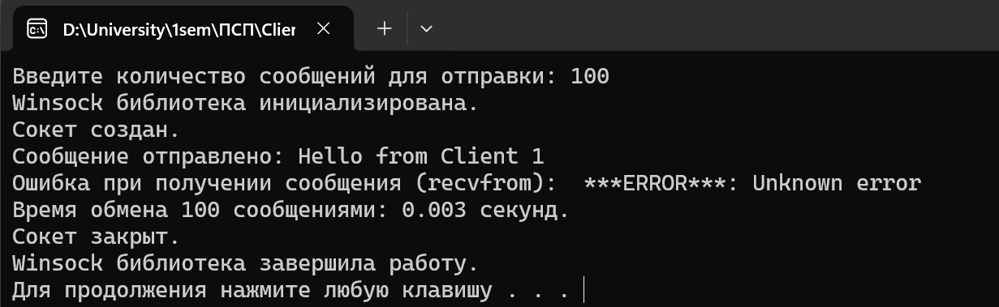 D:\University\1sem\ПСП\Clier
Введите количество сообщений для отправки: 100
Winsock библиотека инициализирована.
Сокет создан.
Сообщение отправлено: Hello from Client 1
Ошибка при получении сообщения (recvfrom):  ***ERROR***: Unknown error
Время обмена 100 сообщениями: 0.003 секунд.
Сокет закрыт.
Winsock библиотека завершила работу.
Для продолжения нажмите любую клавишу . . .